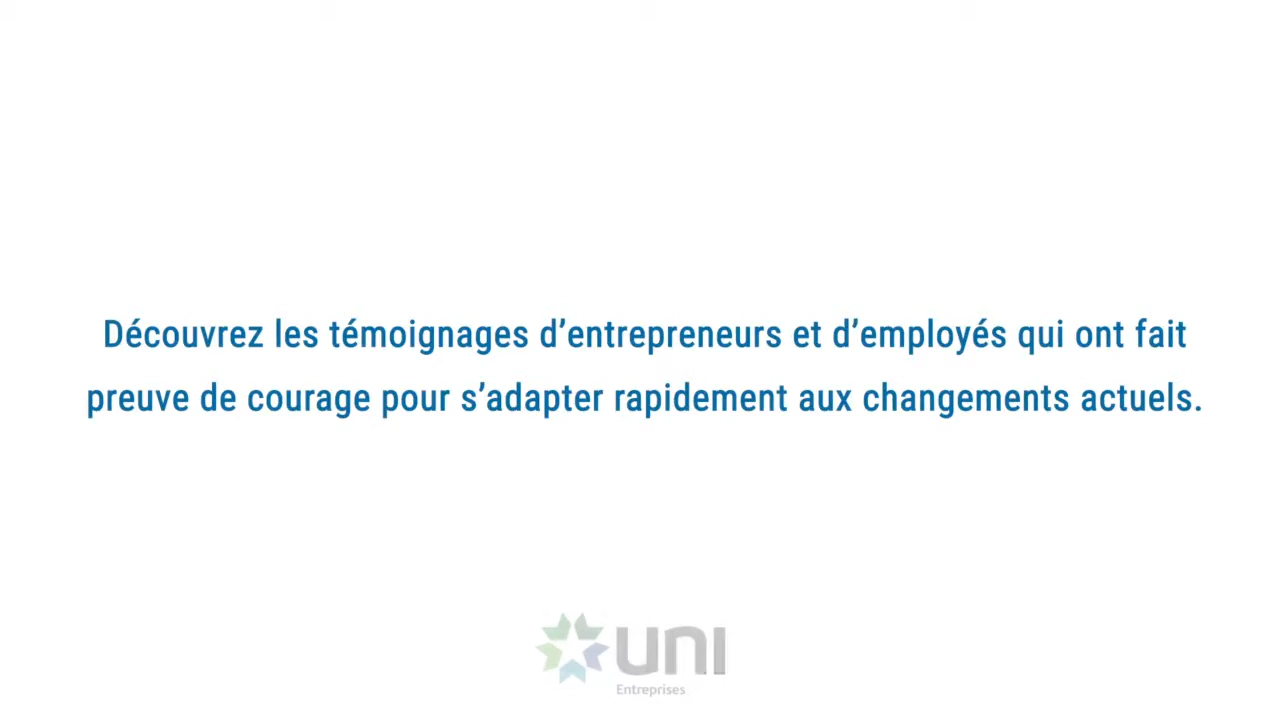 Découvrez les témoignages d’entrepreneurs et d’employés qui ont fait
preuve de courage pour s’adapter rapidement aux changements actuels.
UNI
Entreprises